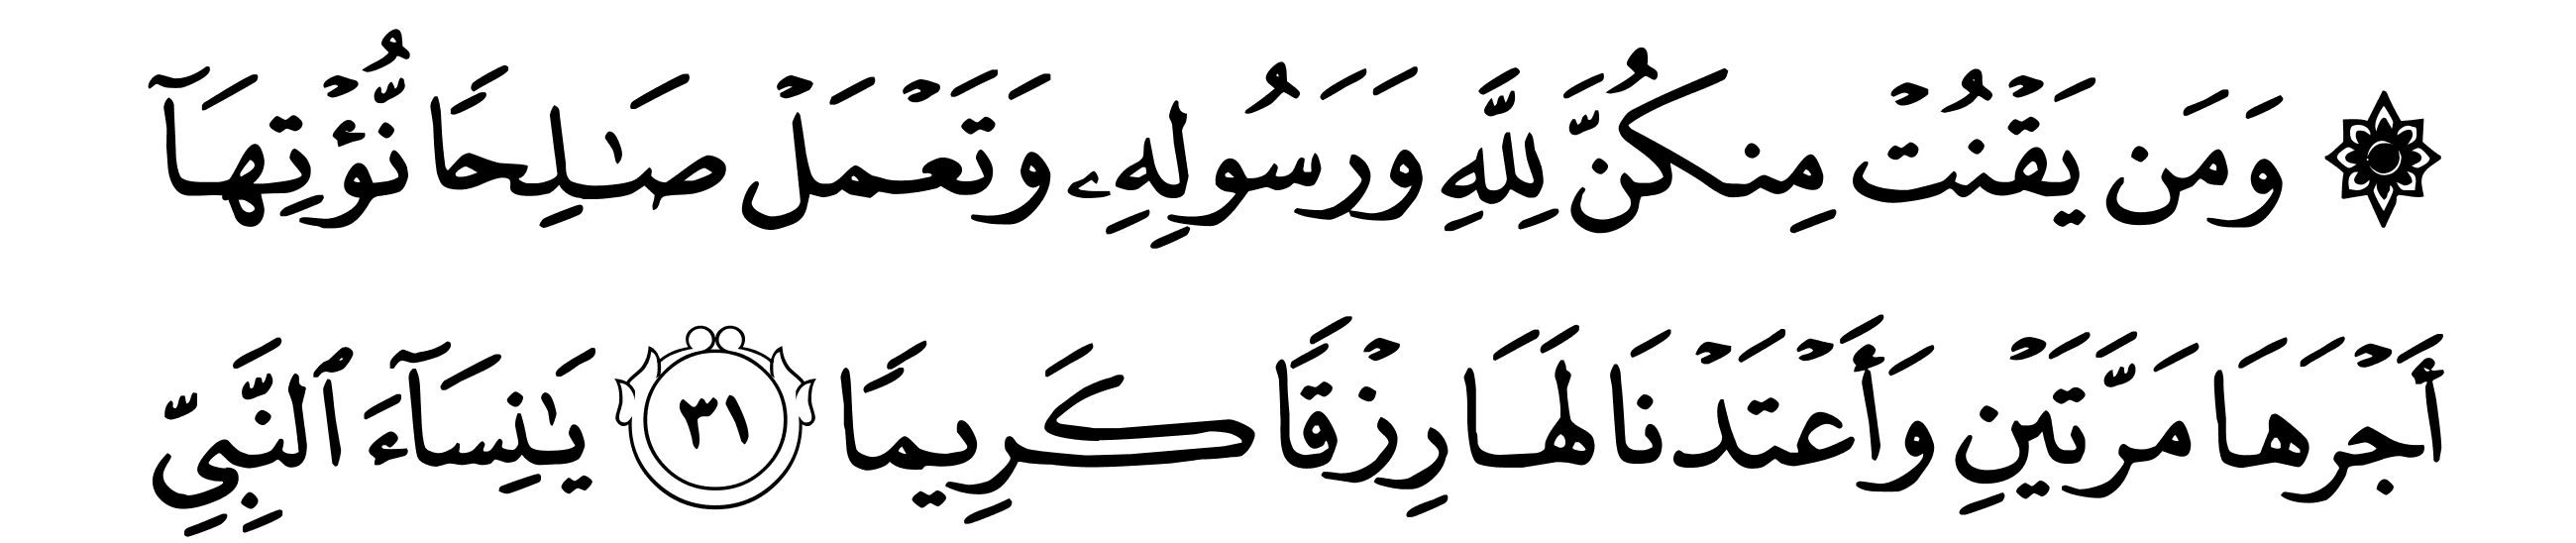 ۞ وَمَن يَقۡنُتۡ مِنكُنَّ لِلَّهِ وَرَسُولِهِۦ وَتَعۡمَلۡ صَـٰلِحٗا نُّؤۡتِهَآ
أَجۡرَهَا مَرَّتَيۡنِ وَأَعۡتَدۡنَا لَهَا رِزۡقٗا كَرِيمٗا ٣١ يَـٰنِسَآءَ ٱلنَّبِيِّ